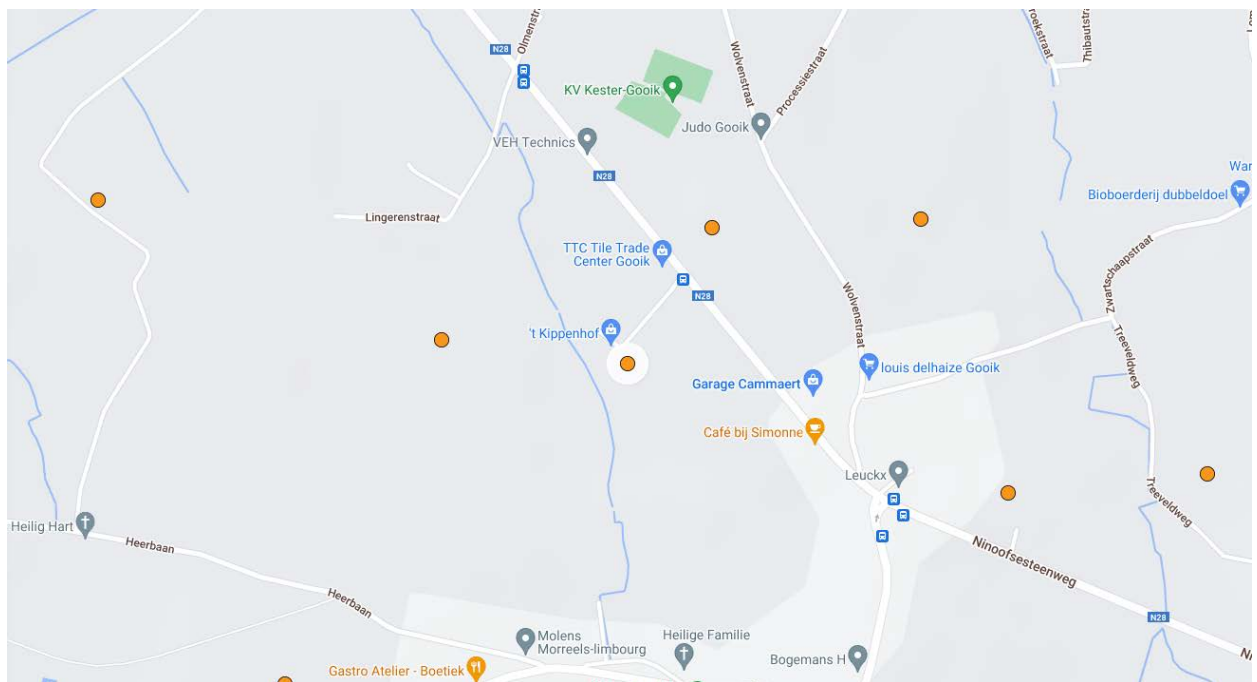 N28
Olmenstraat
Wolvenstraat
Processiestraat
Thibautstraat
KV Kester-Gooik
Judo Gooik
VEH Technics
N28
Bioboerderij dubbeldoel
Lingerenstraat
TTC Tile Trade
Center Gooik
Zwartschaapstraat
N28
Wolvenstraat
't Kippenhof
Treeveldweg
louis delhaize Gooik
Garage Cammaert
Café bij Simonne
Leuckx
Treeveldweg
Heilig Hart
Heerbaan
Ninoofsesteenweg
Heerbaan
N28
Molens
Morreels-limbourg
Heilige Familie
Bogemans H
Gastro Atelier - Boetiek